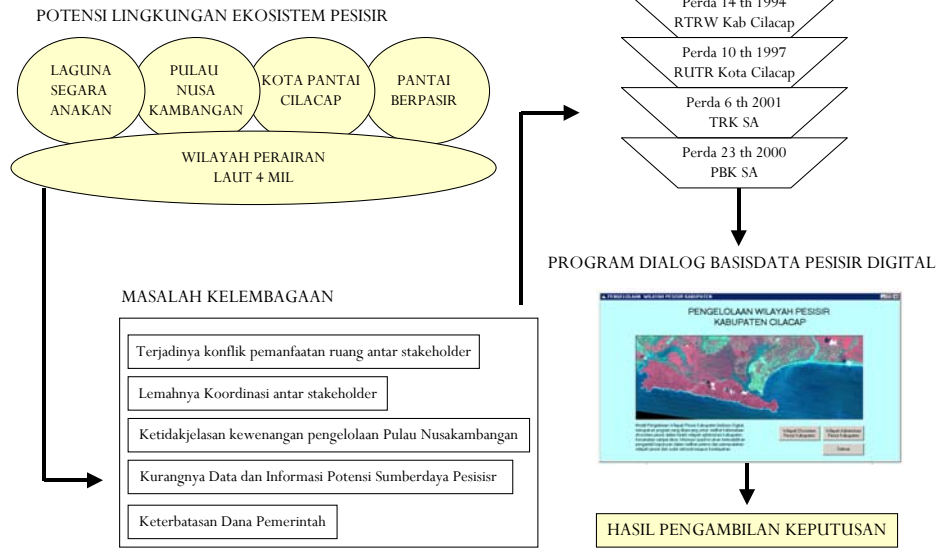 POTENSI LINGKUNGAN EKOSISTEM PESISIR
LAGUNA
SEGARA
ANAKAN
PULAU
NUSA
KAMBANGAN
KOTA PANTAI
CILACAP
PANTAI
BERPASIR
WILAYAH PERAIRAN
LAUT 4 MIL
MASALAH KELEMBAGAAN
Terjadinya konflik pemanfaatan ruang antar stakeholder
Lemahnya Koordinasi antar stakeholder
Ketidakjelasan kewenangan pengelolaan Pulau Nusakambangan
Kurangnya Data dan Informasi Potensi Sumberdaya Pesisisr
Keterbatasan Dana Pemerintah
Perda 14 th 1994
RTRW Kab Cilacap
Perda 10 th 1997
RUTR Kota Cilacap
Perda 6 th 2001
TRK SA
Perda 23 th 2000
PBK SA
PROGRAM DIALOG BASISDATA PESISIR DIGITAL
PENGELOLAAN WILAYAH PESISIR KABUPATEN
PENGELOLAAN WILAYAH PESISIR
KABUPATEN CILACAP
HASIL PENGAMBILAN KEPUTUSAN